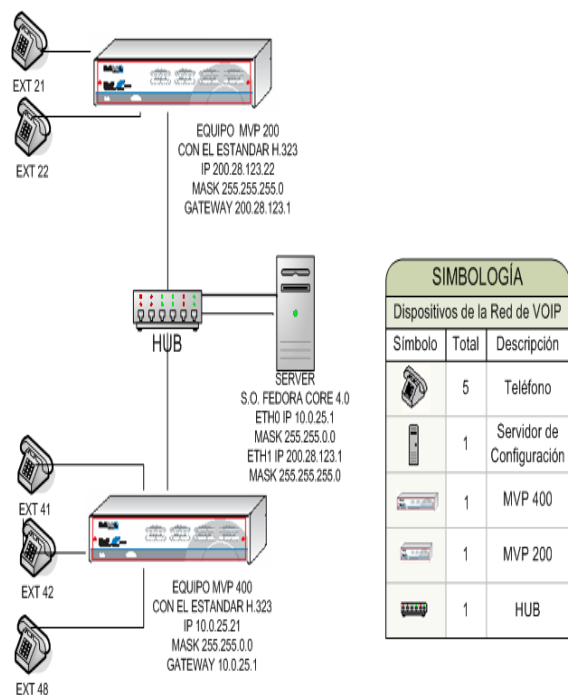 EXT 21
EXT 22
EQUIPO MVP 200
CON EL ESTANDAR H.323
IP 200.28.123.22
MASK 255.255.255.0
GATEWAY 200.28.123.1
HUB
SERVER
S.O. FEDORA CORE 4.0
ETH0 IP 10.0.25.1
MASK 255.255.0.0
ETH1 IP 200.28.123.1
MASK 255.255.255.0
EXT 41
EXT 42
EXT 48
EQUIPO MVP 400
CON EL ESTANDAR H.323
IP 10.0.25.21
MASK 255.255.0.0
GATEWAY 10.0.25.1
SIMBOLOGÍA
Dispositivos de la Red de VOIP
Símbolo Total Descripción
5 Teléfono
1 Servidor de
Configuración
1 MVP 400
1 MVP 200
1 HUB